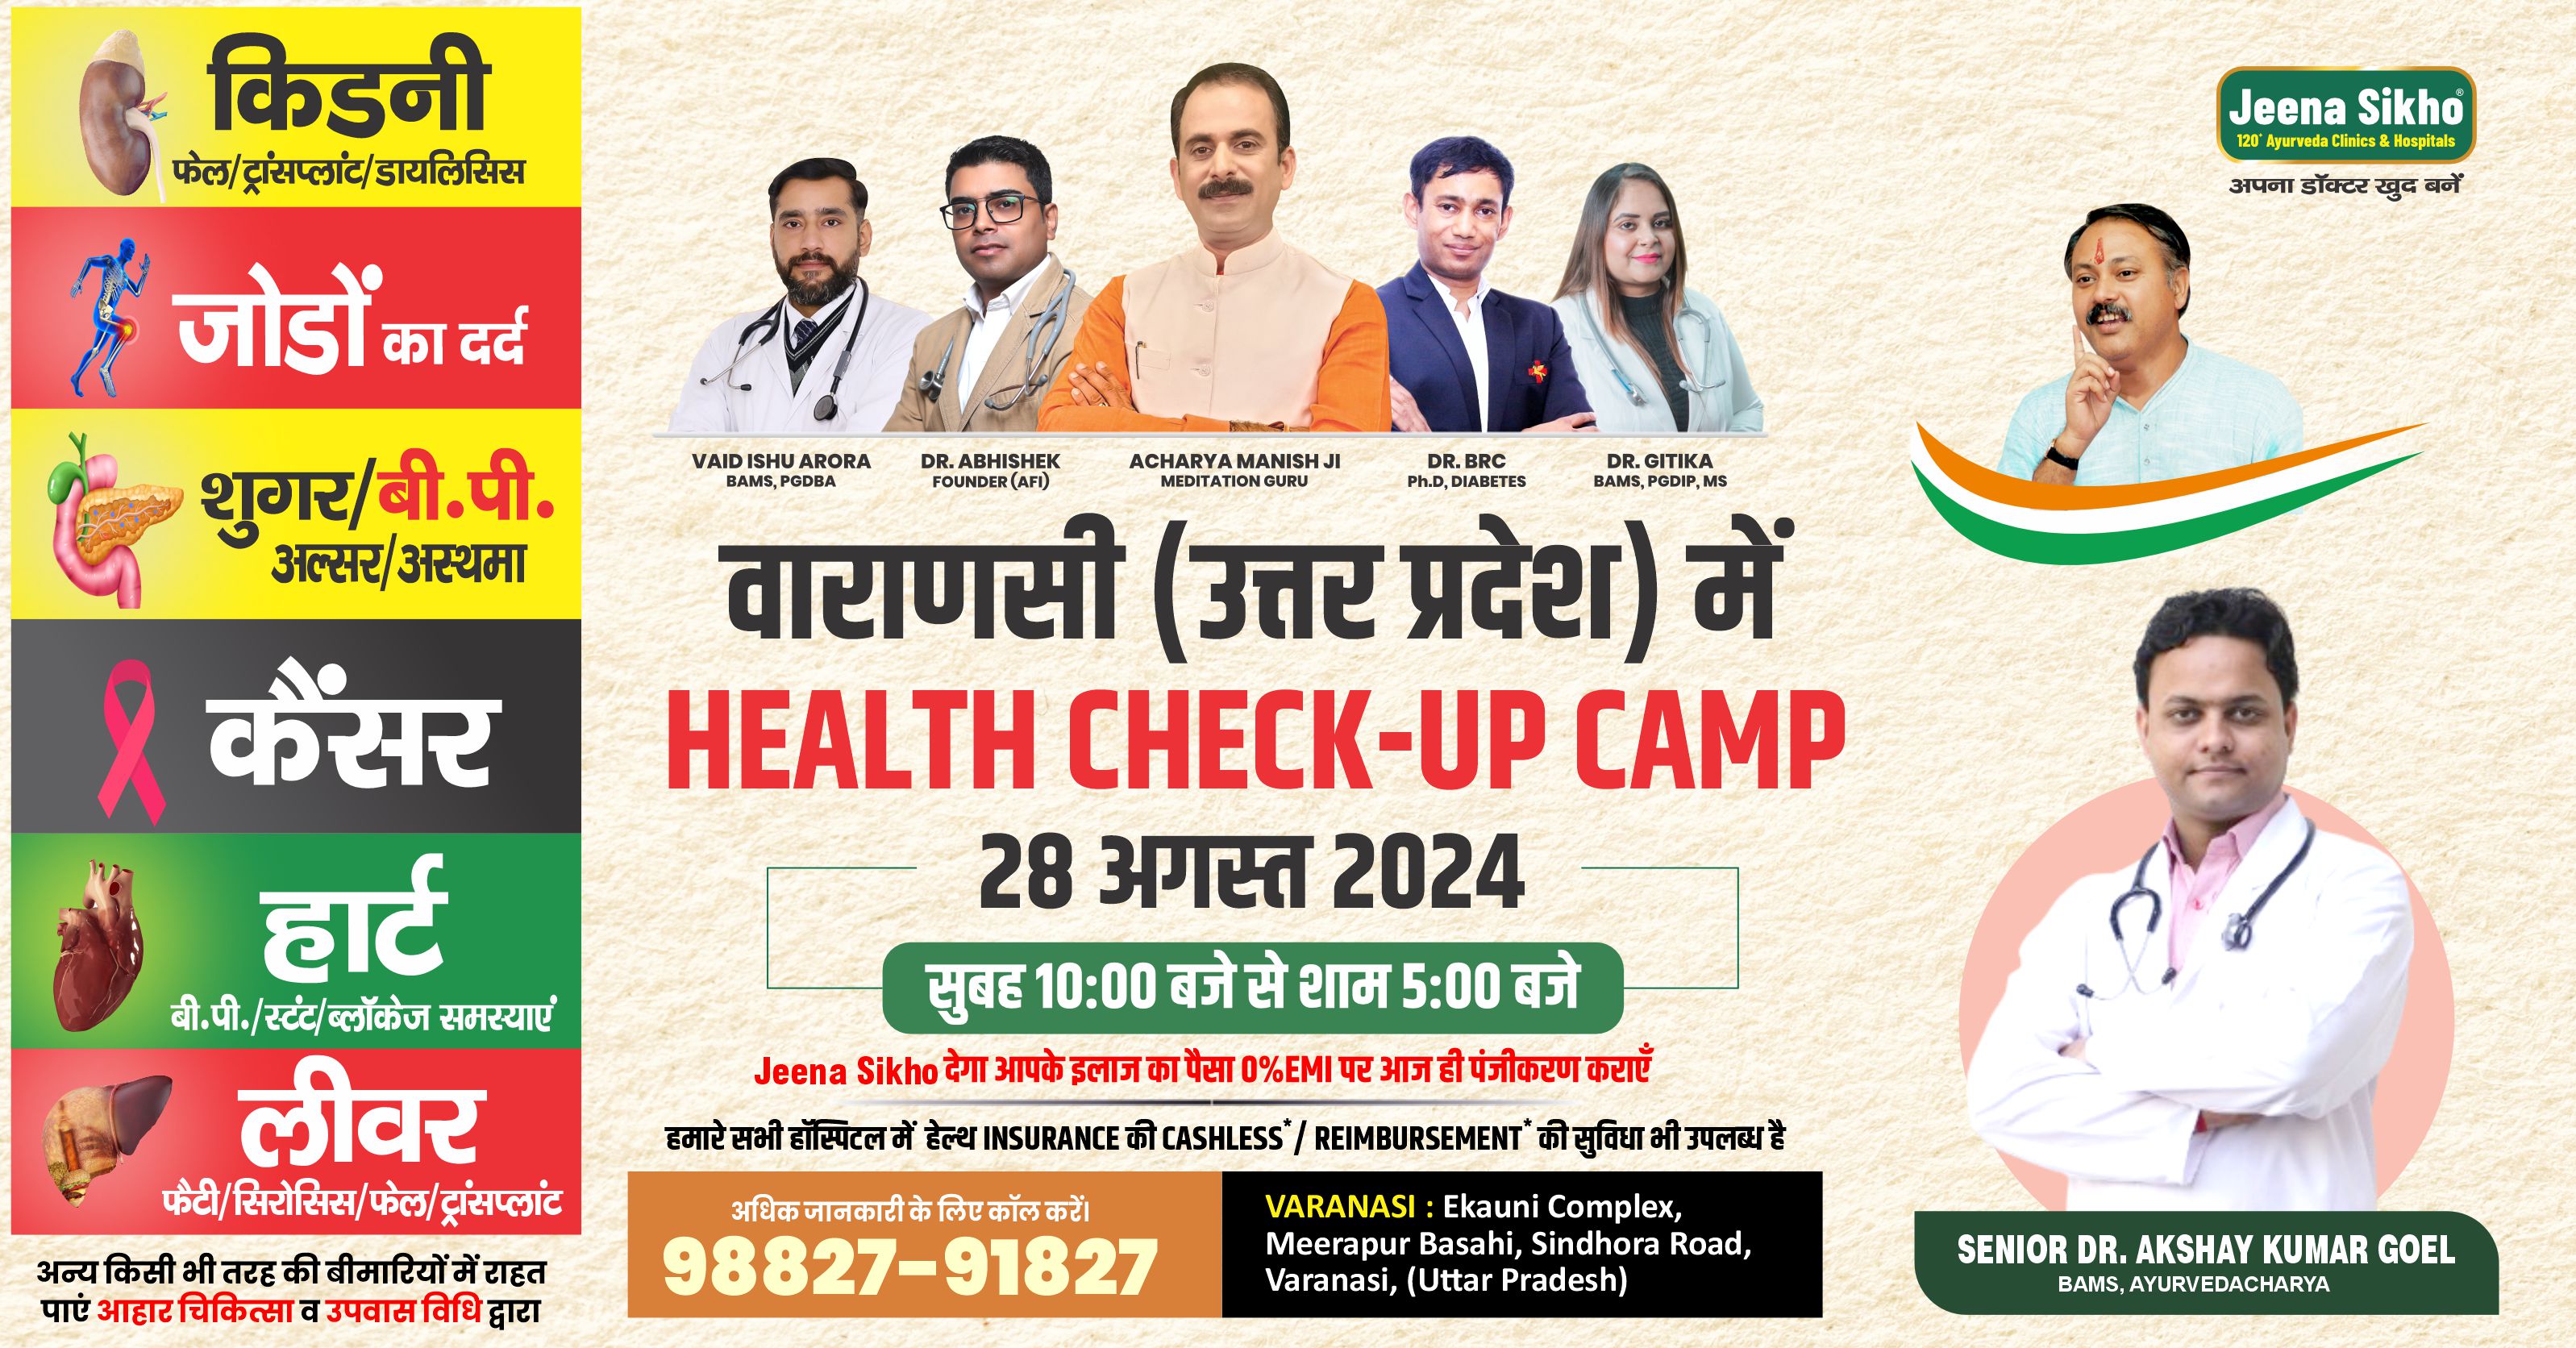 किडनी
फेल/ट्रांसप्लांट/डायलिसिस
जोडों का दर्द
शुगर/बी.पी.
अल्सर/अस्थमा
कैंसर
हार्ट
बी.पी./स्टंट/ब्लॉकेज समस्याएं
लीवर
फैटी/सिरोसिस/फेल/ट्रांसप्लांट
अन्य किसी भी तरह की बीमारियों में राहत
पाएं आहार चिकित्सा व उपवास विधि द्वारा
VAID ISHU ARORA
BAMS, PGDBA
DR. ABHISHEK
FOUNDER (AFI)
ACHARYA MANISH JI
MEDITATION GURU
DR. BRC
Ph.D, DIABETES
DR. GITIKA
BAMS, PGDIP, MS
वाराणसी (उत्तर प्रदेश) में
HEALTH CHECK-UP CAMP
28 अगस्त 2024
सुबह 10:00 बजे से शाम 5:00 बजे
Jeena Sikho देगा आपके इलाज का पैसा 0%EMI पर आज ही पंजीकरण कराएँ
हमारे सभी हॉस्पिटल में हेल्थ INSURANCE की CASHLESS*/ REIMBURSEMENT* की सुविधा भी उपलब्ध है
अधिक जानकारी के लिए कॉल करें।
98827-91827
VARANASI : Ekauni Complex,
Meerapur Basahi, Sindhora Road,
Varanasi, (Uttar Pradesh)
Jeena Sikho®
120+ Ayurveda Clinics & Hospitals
अपना डॉक्टर खुद बनें
SENIOR DR. AKSHAY KUMAR GOEL
BAMS, AYURVEDACHARYA